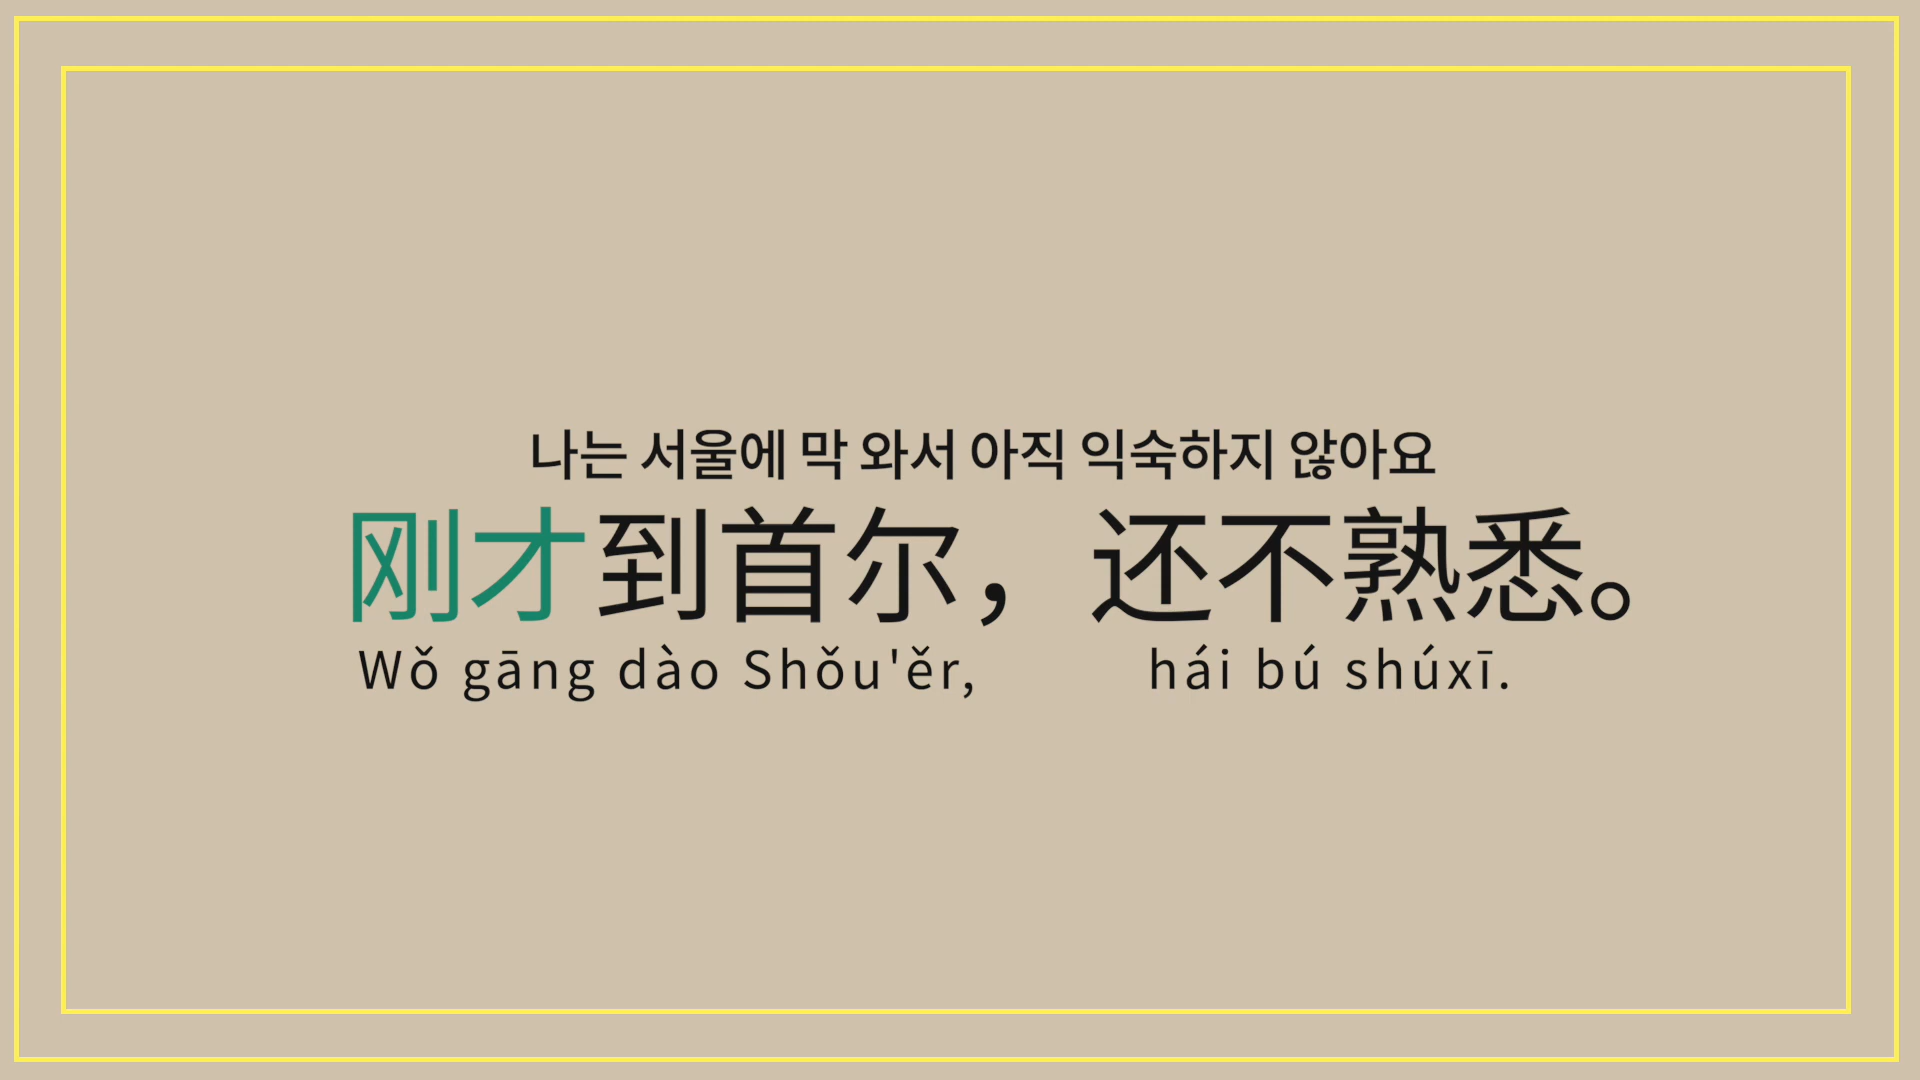 나는 서울에 막 와서 아직 익숙하지 않아요
刚才到首尔，还不熟悉。
Wǒ gāng dào Shǒu'ěr, hái bú shúxī.